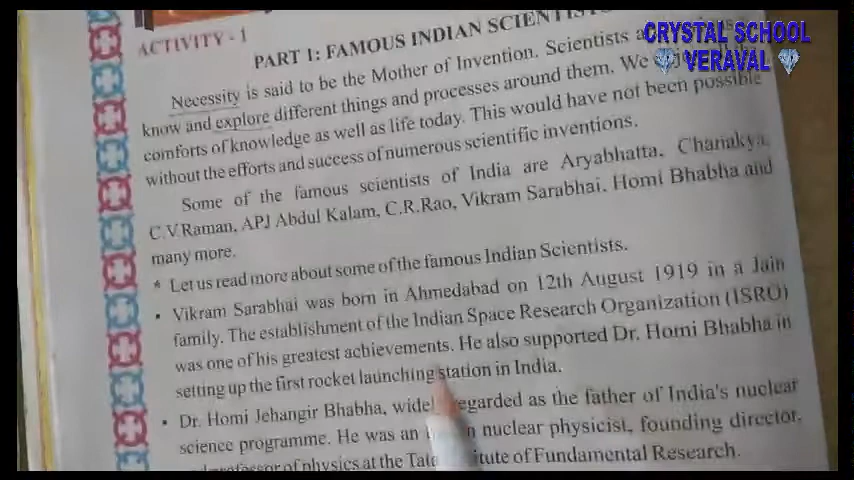 CRYSTAL SCHOOL
VERAVAL
ACTIVITY - 1
PART 1: FAMOUS INDIAN SCIENTISTS
Necessity is said to be the Mother of Invention. Scientists
know and explore different things and processes around them. We
comforts of knowledge as well as life today. This would have not been possible
without the efforts and success of numerous scientific inventions.
Some of the famous scientists of India are Aryabhatta, Chanakya,
C.V.Raman, APJ Abdul Kalam, C.R.Rao, Vikram Sarabhai, Homi Bhabha and
many more.
* Let us read more about some of the famous Indian Scientists.
• Vikram Sarabhai was born in Ahmedabad on 12th August 1919 in a Jain
family. The establishment of the Indian Space Research Organization (ISRO)
was one of his greatest achievements. He also supported Dr. Homi Bhabha in
setting up the first rocket launching station in India.
• Dr. Homi Jehangir Bhabha, widely regarded as the father of India's nuclear
science programme. He was an nuclear physicist, founding director,
professor of physics at the Tata Institute of Fundamental Research.